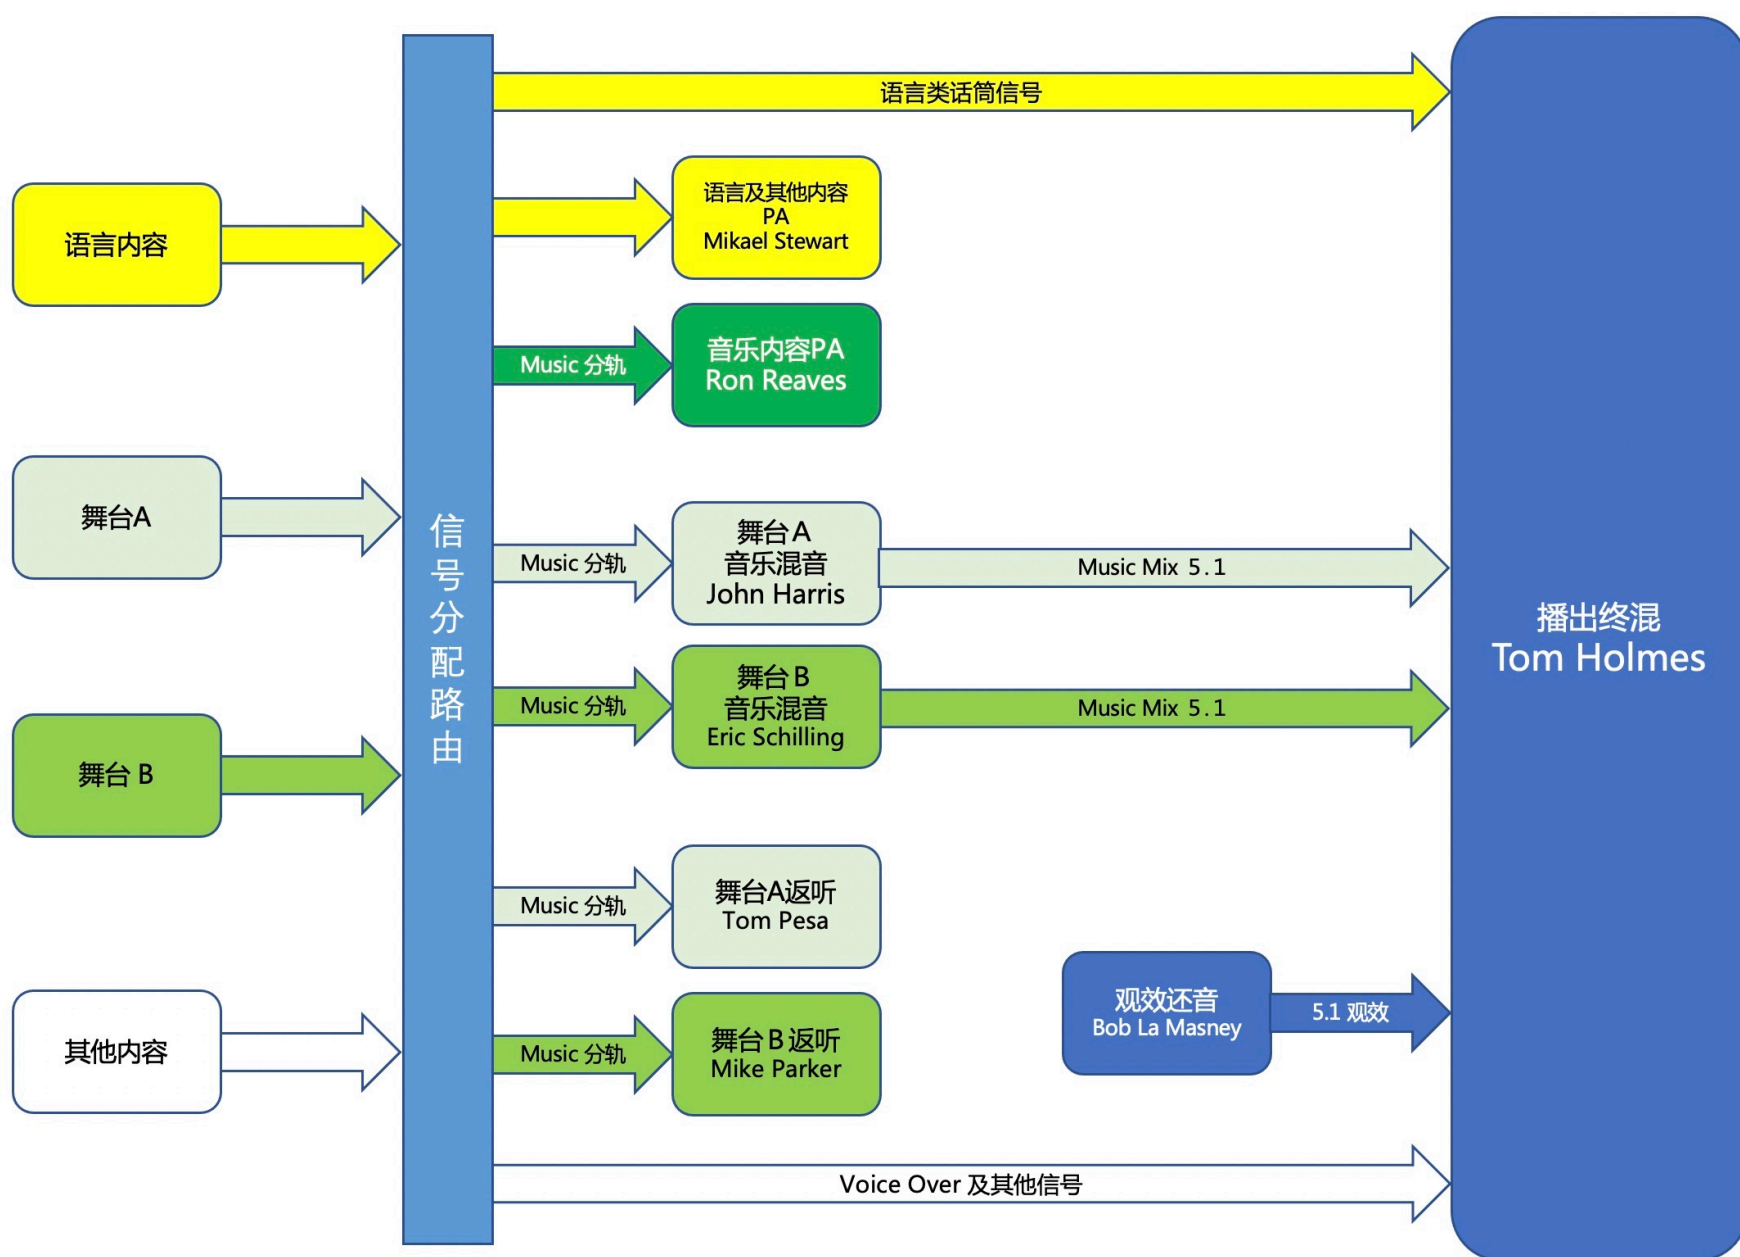 语言内容
舞台A
舞台 B
其他内容
信号分配路由
语言类话筒信号
语言及其他内容
PA
Mikael Stewart
Music 分轨
音乐内容PA
Ron Reaves
Music 分轨
舞台A
音乐混音
John Harris
Music Mix 5.1
Music 分轨
舞台B
音乐混音
Eric Schilling
Music Mix 5.1
Music 分轨
舞台A返听
Tom Pesa
Music 分轨
舞台B返听
Mike Parker
观效还音
Bob La Masney
5.1 观效
Voice Over 及其他信号
播出终混
Tom Holmes